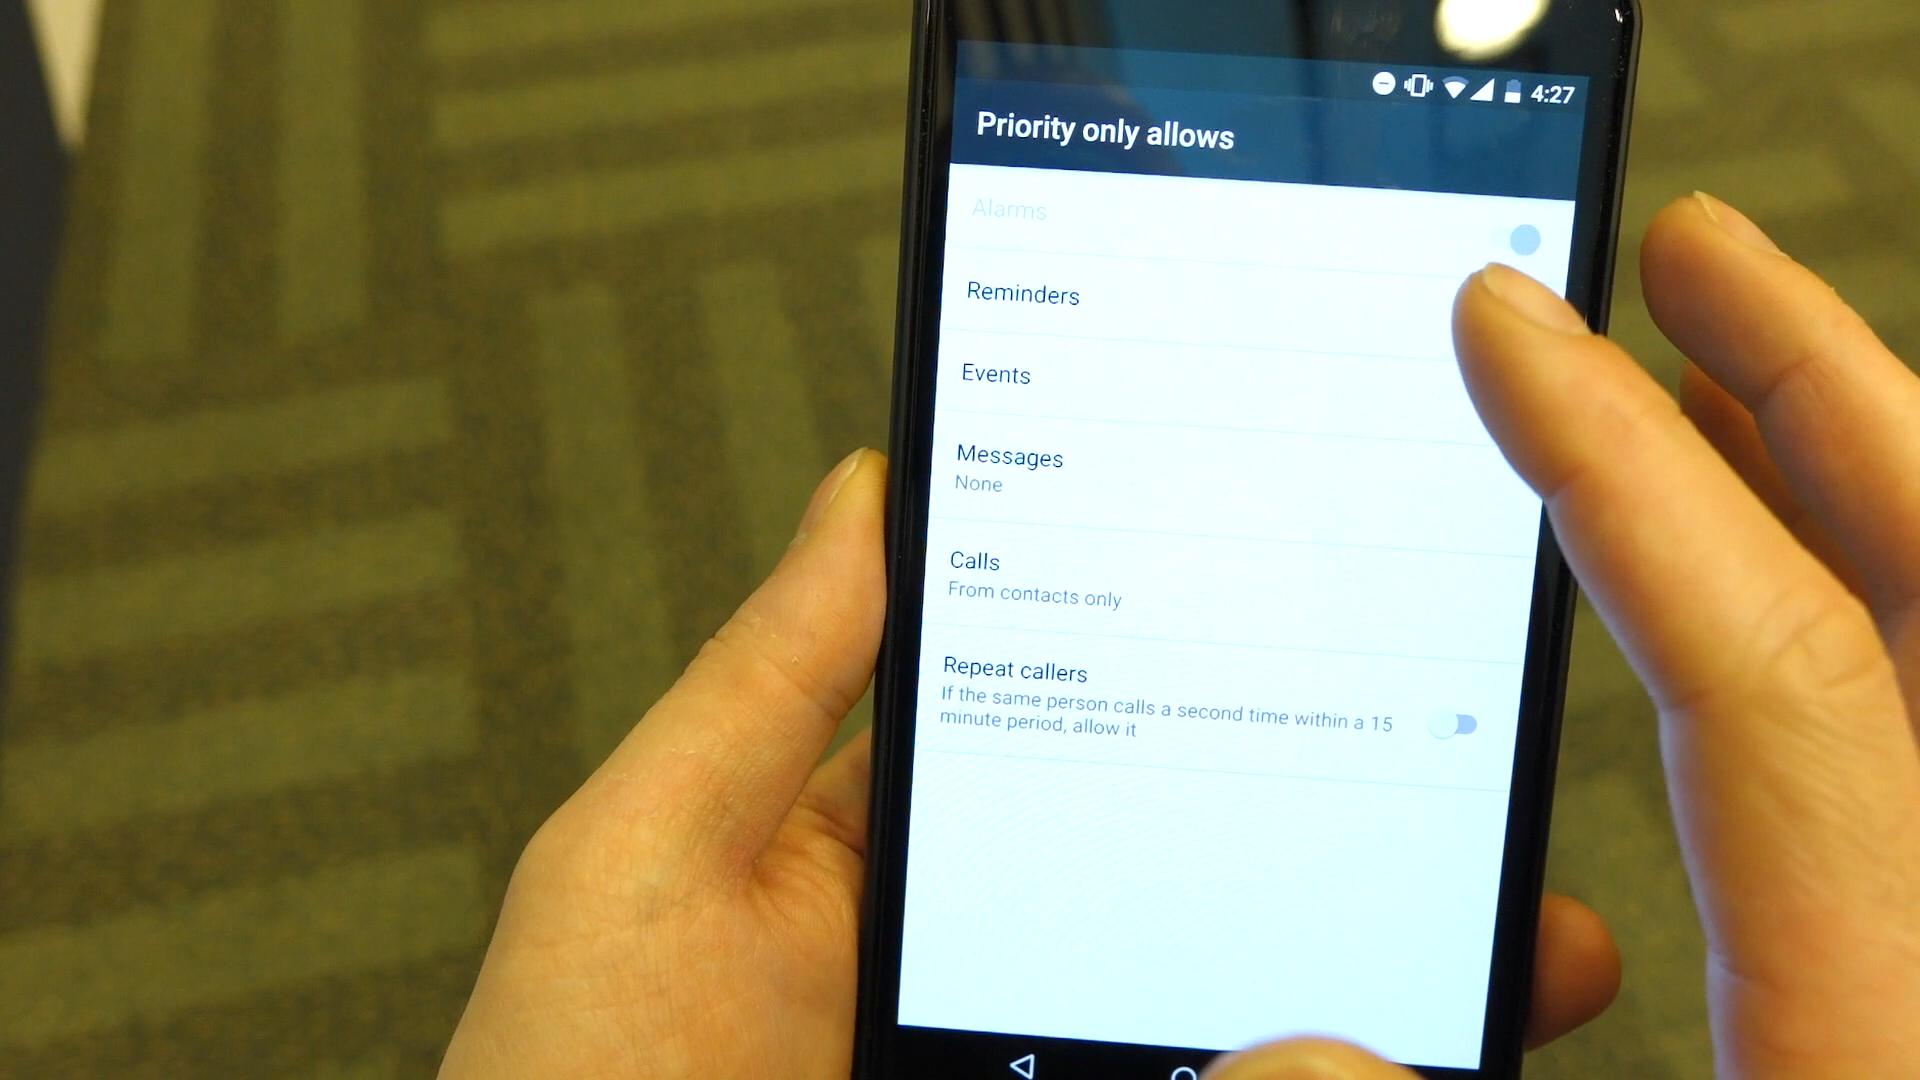 4:27
Priority only allows
Alarms
Reminders
Events
Messages
None
Calls
From contacts only
Repeat callers
If the same person calls a second time within a 15
minute period, allow it